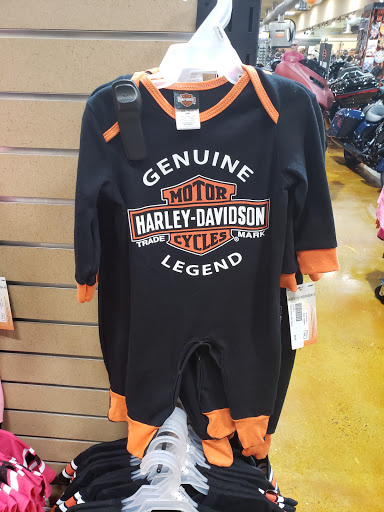 GENUINE
MOTOR
HARLEY-DAVIDSON
TRADE MARK
CYCLES ®
LEGEND